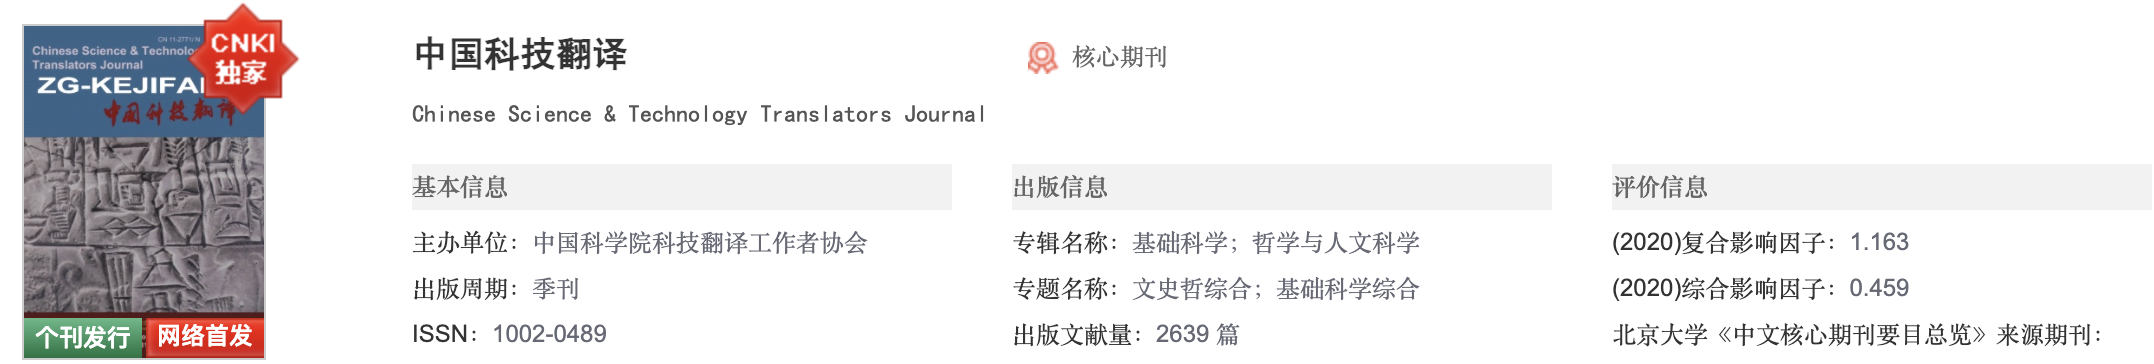 CN 11-2771/N
Chinese Science & Technolo
Translators Journal
ZG-KEJIFA
中国科技翻译
CNKI
独家
个刊发行
网络首发
中国科技翻译
核心期刊
Chinese Science & Technology Translators Journal
基本信息
主办单位：中国科学院科技翻译工作者协会
出版周期：季刊
ISSN：1002-0489
出版信息
专辑名称：基础科学；哲学与人文科学
专题名称：文史哲综合；基础科学综合
出版文献量：2639 篇
评价信息
(2020)复合影响因子：1.163
(2020)综合影响因子：0.459
北京大学《中文核心期刊要目总览》来源期刊：